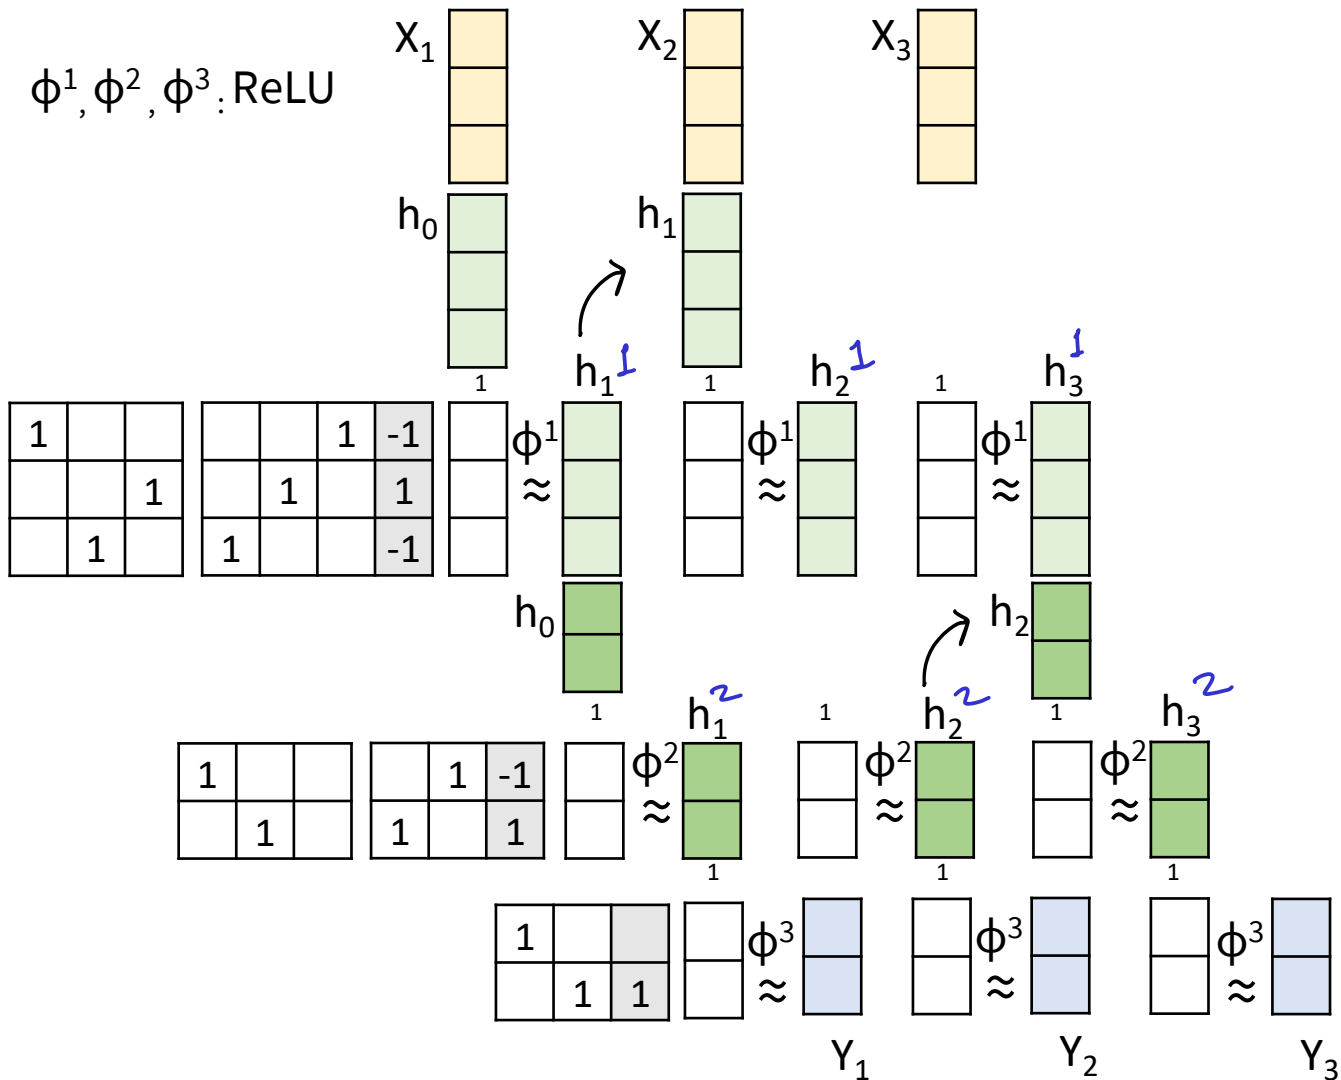 X₁ X₂ X₃
ϕ¹, ϕ², ϕ³: ReLU
h₀ h₁
1 h₁¹ 1 h₂¹ 1 h₃¹
1 1 -1 ϕ¹ ϕ¹ ϕ¹
1 1 1 ≈ ≈ ≈
1 1 -1
h₀ h₂
1 h₁² 1 h₂² 1 h₃²
1 1 -1 ϕ² ϕ² ϕ²
1 1 1 ≈ ≈ ≈
1 1 1
1 ϕ³ ϕ³ ϕ³
1 1 ≈ ≈ ≈
Y₁ Y₂ Y₃